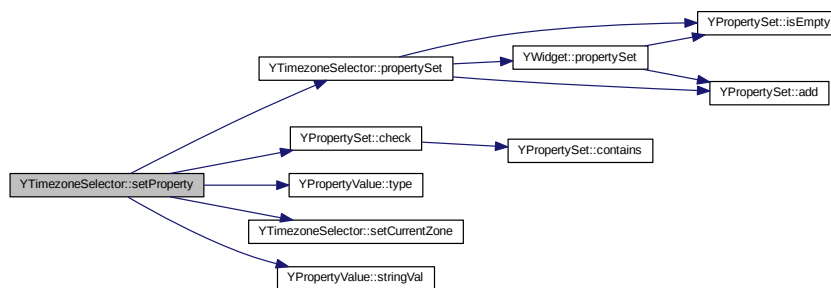 YPropertySet::isEmpty
YTimezoneSelector::propertySet
YWidget::propertySet
YPropertySet::add
YPropertySet::check
YPropertySet::contains
YTimezoneSelector::setProperty
YPropertyValue::type
YTimezoneSelector::setCurrentZone
YPropertyValue::stringVal